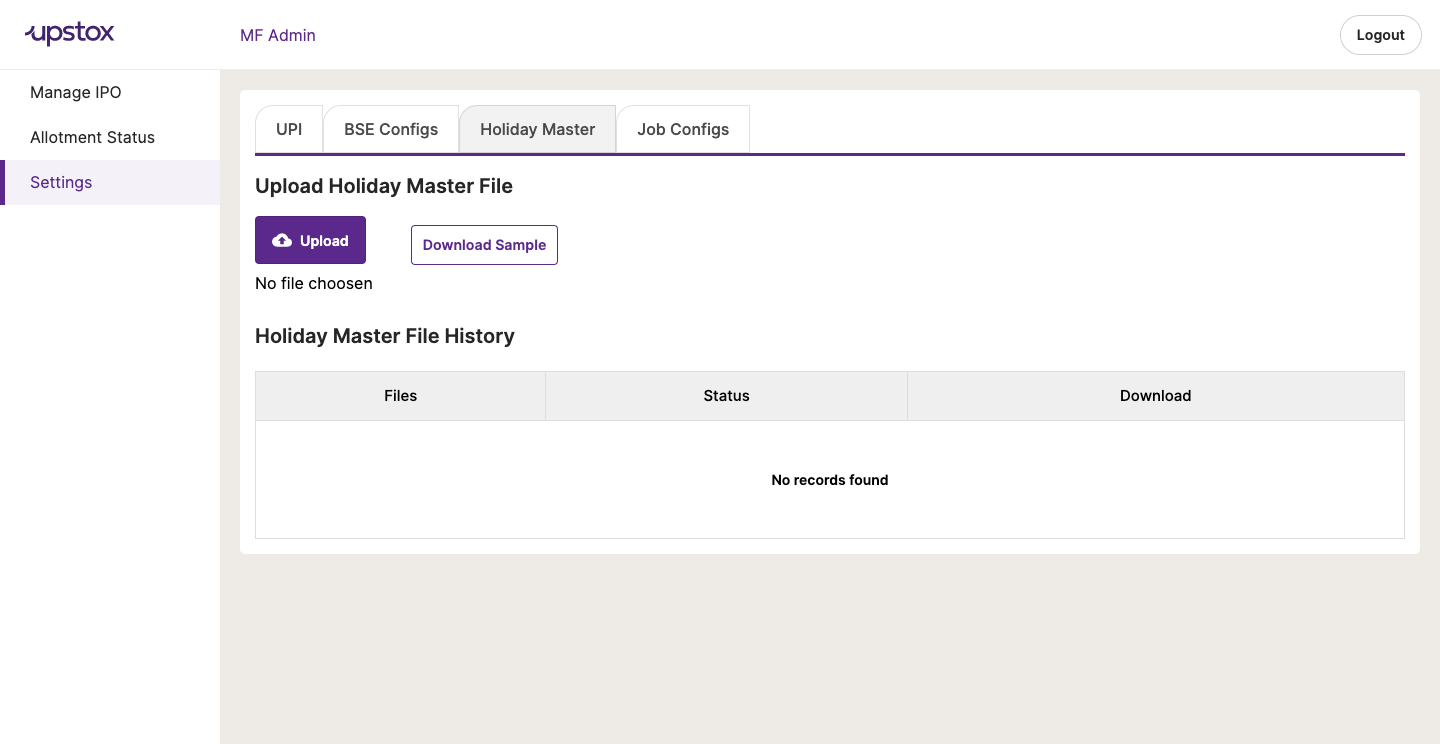 upstox
MF Admin
Logout
Manage IPO
Allotment Status
Settings
UPI
BSE Configs
Holiday Master
Job Configs
Upload Holiday Master File
Upload
Download Sample
No file choosen
Holiday Master File History
Files
Status
Download
No records found